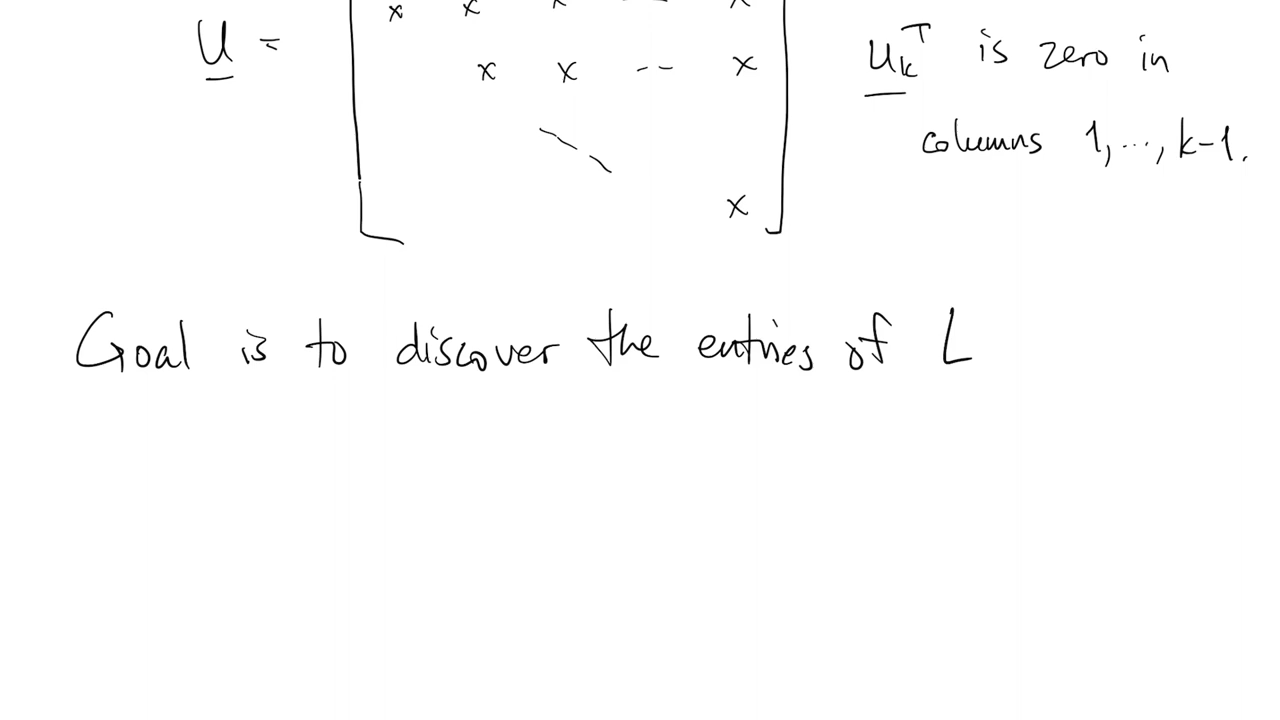 x x x -- x
U = x x -- x u_k^T is zero in
columns 1, ..., k-1.
x
Goal is to discover the entries of L